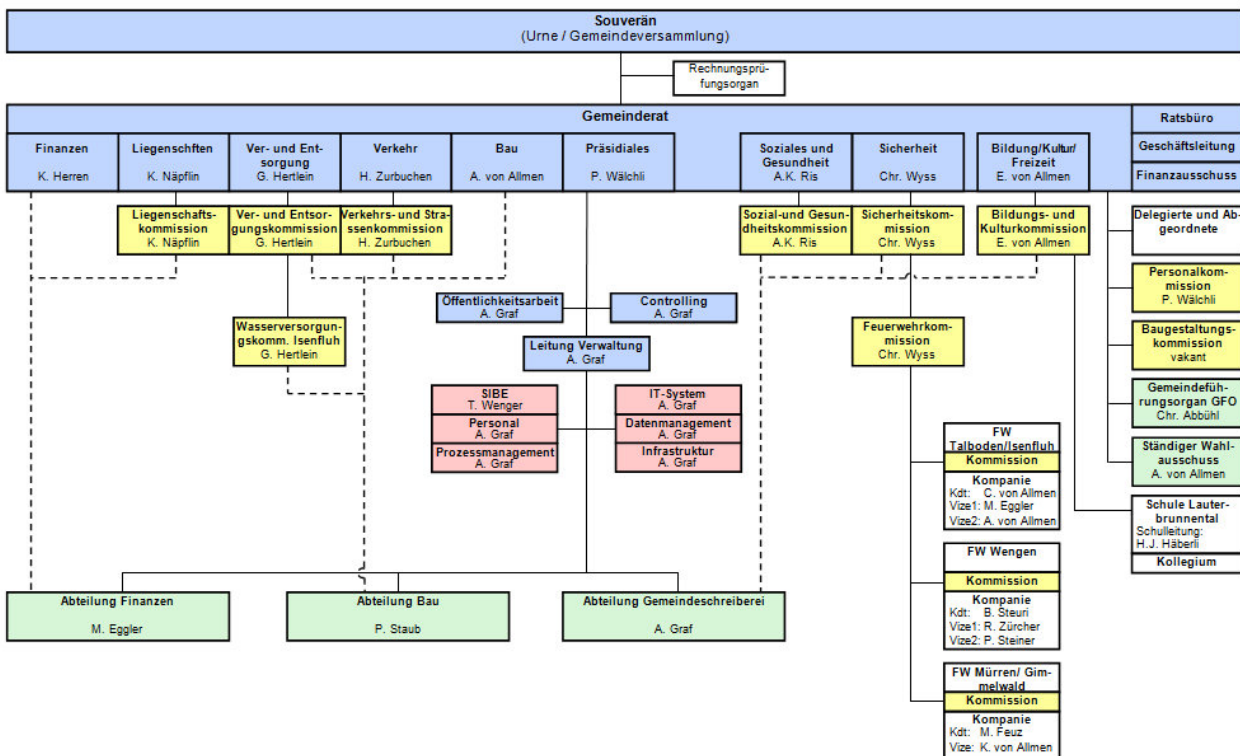 Souverän
(Urne / Gemeindeversammlung)
Rechnungsprü-
fungsorgan
Gemeinderat
Finanzen
K. Herren
Liegenschften
K. Näpflin
Ver- und Ent-
sorgung
G. Hertlein
Verkehr
H. Zurbuchen
Bau
A. von Allmen
Präsidiales
P. Wälchli
Soziales und
Gesundheit
A.K. Ris
Sicherheit
Chr. Wyss
Bildung/Kultur/
Freizeit
E. von Allmen
Ratsbüro
Geschäftsleitung
Finanzausschuss
Liegenschafts-
kommission
K. Näpflin
Ver- und Entsor-
gungskommission
G. Hertlein
Verkehrs- und Stra-
ssenkommission
H. Zurbuchen
Sozial-und Gesun-
dheitskommission
A.K. Ris
Sicherheitskom-
mission
Chr. Wyss
Bildungs- und
Kulturkommission
E. von Allmen
Delegierte und Ab-
geordnete
Personalkom-
mission
P. Wälchli
Baugestaltungs-
kommission
vakant
Gemeindefüh-
rungsorgan GFO
Chr. Abbühl
Ständiger Wahl-
ausschuss
A. von Allmen
Schule Lauter-
brunnental
Schulleitung:
H.J. Häberli
Kollegium
Öffentlichkeitsarbeit
A. Graf
Controlling
A. Graf
Wasserversorgun-
gskomm. Isenfluh
G. Hertlein
Leitung Verwaltung
A. Graf
Feuerwehrkom-
mission
Chr. Wyss
SIBE
T. Wenger
Personal
A. Graf
Prozessmanagement
A. Graf
IT-System
A. Graf
Datenmanagement
A. Graf
Infrastruktur
A. Graf
FW
Talboden/Isenfluh
Kommission
Kompanie
Kdt: C. von Allmen
Vize1: M. Eggler
Vize2: A. von Allmen
FW Wengen
Kommission
Kompanie
Kdt: B. Steuri
Vize1: R. Zürcher
Vize2: P. Steiner
FW Mürren/ Gim-
melwald
Kommission
Kompanie
Kdt: M. Feuz
Vize: K. von Allmen
Abteilung Finanzen
M. Eggler
Abteilung Bau
P. Staub
Abteilung Gemeindeschreiberei
A. Graf